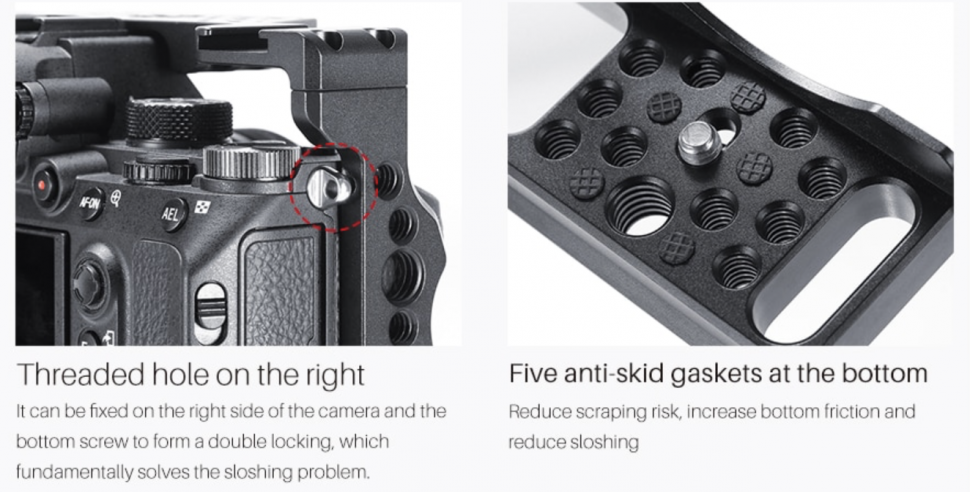 AF-ON
AEL
Threaded hole on the right
It can be fixed on the right side of the camera and the
bottom screw to form a double locking, which
fundamentally solves the sloshing problem.
Five anti-skid gaskets at the bottom
Reduce scraping risk, increase bottom friction and
reduce sloshing